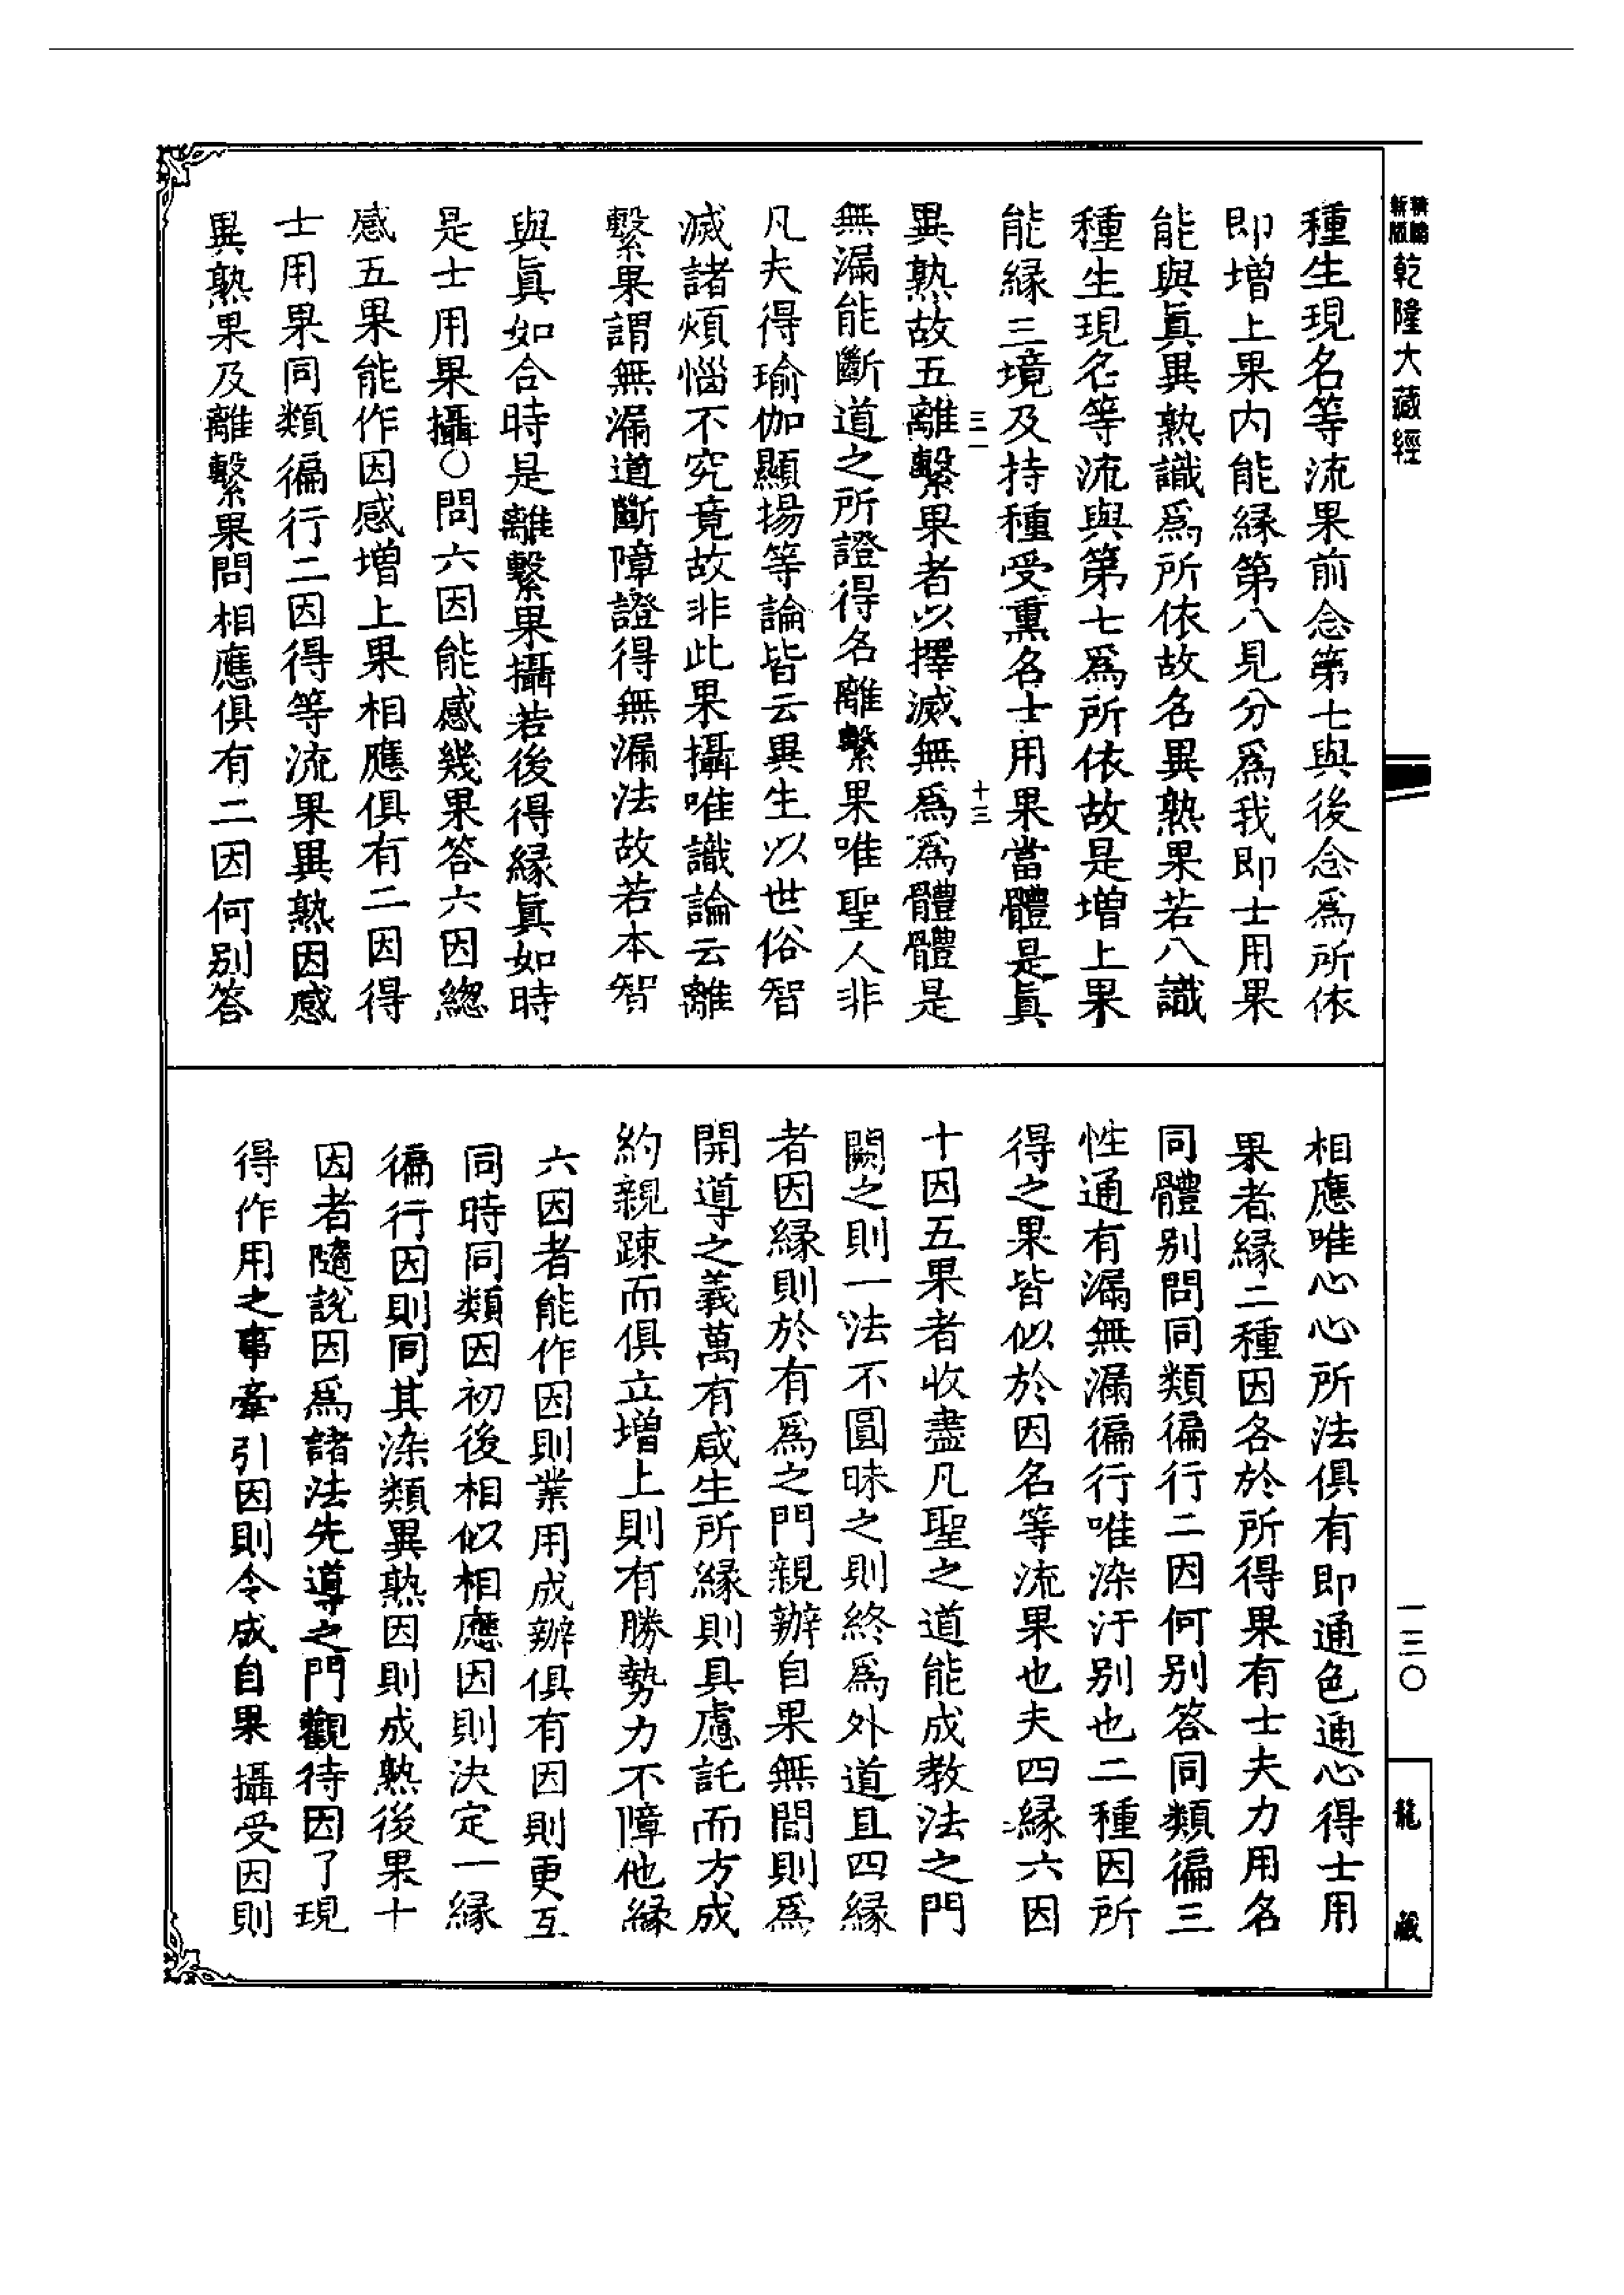 新版
精縮
乾隆大藏經
種生現名等流果前念第七與後念爲所依
即增上果内能緣第八見分爲我即士用果
能與眞異熟識爲所依故名異熟果若八識
種生現名等流與第七爲所依故是增上果
能緣三境及持種受熏名士用果當體是眞
三一
十三
異熟故五離繫果者以擇滅無爲爲體體是
無漏能斷道之所證得名離繫果唯聖人非
凡夫得瑜伽顯揚等論皆云異生以世俗智
滅諸煩惱不究竟故非此果攝唯識論云離
繫果謂無漏道斷障證得無漏法故若本智
與眞如合時是離繫果攝若後得緣眞如時
是士用果攝○問六因能感幾果答六因總
感五果能作因感增上果相應俱有二因得
士用果同類徧行二因得等流果異熟因感
異熟果及離繫果問相應俱有二因何别答
相應唯心心所法俱有即通色通心得士用
果者緣二種因各於所得果有士夫力用名
同體别問同類徧行二因何别答同類徧三
性通有漏無漏徧行唯染汙别也二種因所
得之果皆似於因名等流果也夫四緣六因
十因五果者收盡凡聖之道能成教法之門
闕之則一法不圓昧之則終爲外道且四緣
者因緣則於有爲之門親辦自果無間則爲
開導之義萬有咸生所緣則具慮託而方成
約親疎而俱立增上則有勝勢力不障他緣
六因者能作因則業用成辦俱有因則更互
同時同類因初後相似相應因則決定一緣
徧行因則同其染類異熟因則成熟後果十
因者隨說因爲諸法先導之門觀待因了現
得作用之事牽引因則令成自果攝受因則
一三〇
龍藏